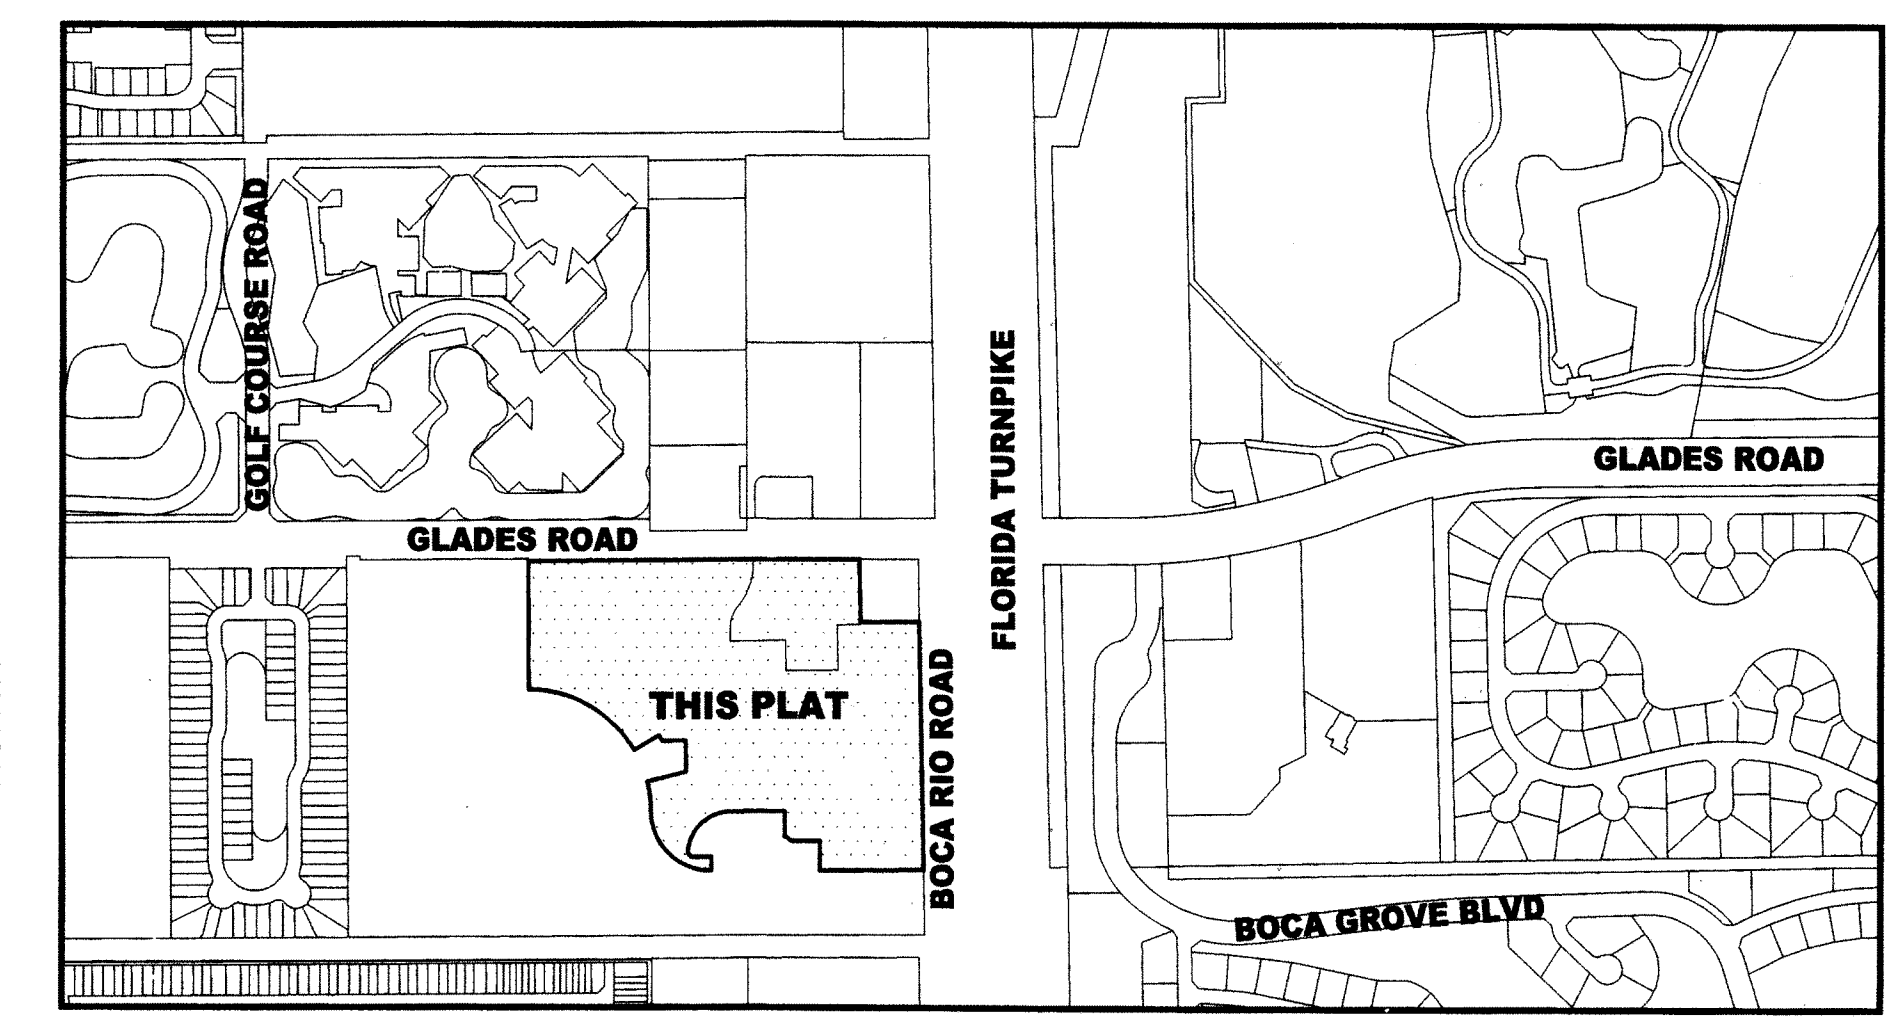 GOLF COURSE ROAD
FLORIDA TURNPIKE
GLADES ROAD
GLADES ROAD
THIS PLAT
BOCA RIO ROAD
BOCA GROVE BLVD